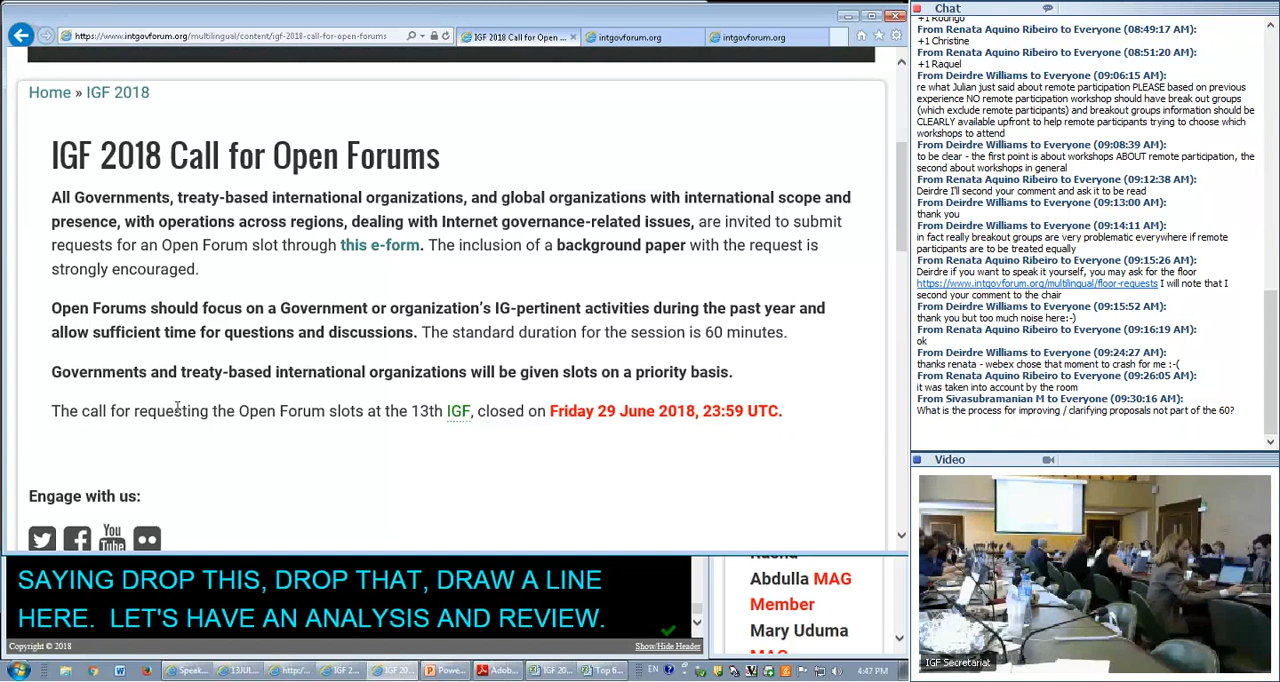 https://www.intgovforum.org/multilingual/content/igf-2018-call-for-open-forums
IGF 2018 Call for Open ...
intgovforum.org
intgovforum.org
Home » IGF 2018
IGF 2018 Call for Open Forums
All Governments, treaty-based international organizations, and global organizations with international scope and
presence, with operations across regions, dealing with Internet governance-related issues, are invited to submit
requests for an Open Forum slot through this e-form. The inclusion of a background paper with the request is
strongly encouraged.
Open Forums should focus on a Government or organization's IG-pertinent activities during the past year and
allow sufficient time for questions and discussions. The standard duration for the session is 60 minutes.
Governments and treaty-based international organizations will be given slots on a priority basis.
The call for requesting the Open Forum slots at the 13th IGF, closed on Friday 29 June 2018, 23:59 UTC.
Engage with us:
You
Tube
SAYING DROP THIS, DROP THAT, DRAW A LINE
HERE.  LET'S HAVE AN ANALYSIS AND REVIEW.
Copyright © 2018
Show/Hide Header
Abdulla MAG
Member
Mary Uduma
MAG
Speak...
13JUL...
http:/...
IGF 2...
IGF 20...
Powe...
Adob...
IGF 20...
Top 6...
EN
4:47 PM
Chat
+1 Rodrigo
From Renata Aquino Ribeiro to Everyone (08:49:17 AM):
+1 Christine
From Renata Aquino Ribeiro to Everyone (08:51:20 AM):
+1 Raquel
From Deirdre Williams to Everyone (09:06:15 AM):
re what Julian just said about remote participation PLEASE based on previous
experience NO remote participation workshop should have break out groups
(which exclude remote participants) and breakout groups information should be
CLEARLY available upfront to help remote participants trying to choose which
workshops to attend
From Deirdre Williams to Everyone (09:08:39 AM):
to be clear - the first point is about workshops ABOUT remote participation, the
second about workshops in general
From Renata Aquino Ribeiro to Everyone (09:12:38 AM):
Deirdre I'll second your comment and ask it to be read
From Renata Aquino Ribeiro to Everyone (09:13:00 AM):
thank you
From Deirdre Williams to Everyone (09:14:11 AM):
in fact really breakout groups are very problematic everywhere if remote
participants are to be treated equally
From Renata Aquino Ribeiro to Everyone (09:15:26 AM):
Deirdre if you want to speak it yourself, you may ask for the floor
https://www.intgovforum.org/multilingual/floor-requests I will note that I
second your comment to the chair
From Deirdre Williams to Everyone (09:15:52 AM):
thank you but too much noise here:-)
From Renata Aquino Ribeiro to Everyone (09:16:19 AM):
ok
From Deirdre Williams to Everyone (09:24:27 AM):
thanks renata - webex chose that moment to crash for me :-(
From Renata Aquino Ribeiro to Everyone (09:26:05 AM):
it was taken into account by the room
From Sivasubramanian M to Everyone (09:30:16 AM):
What is the process for improving / clarifying proposals not part of the 60?
Video
IGF Secretariat